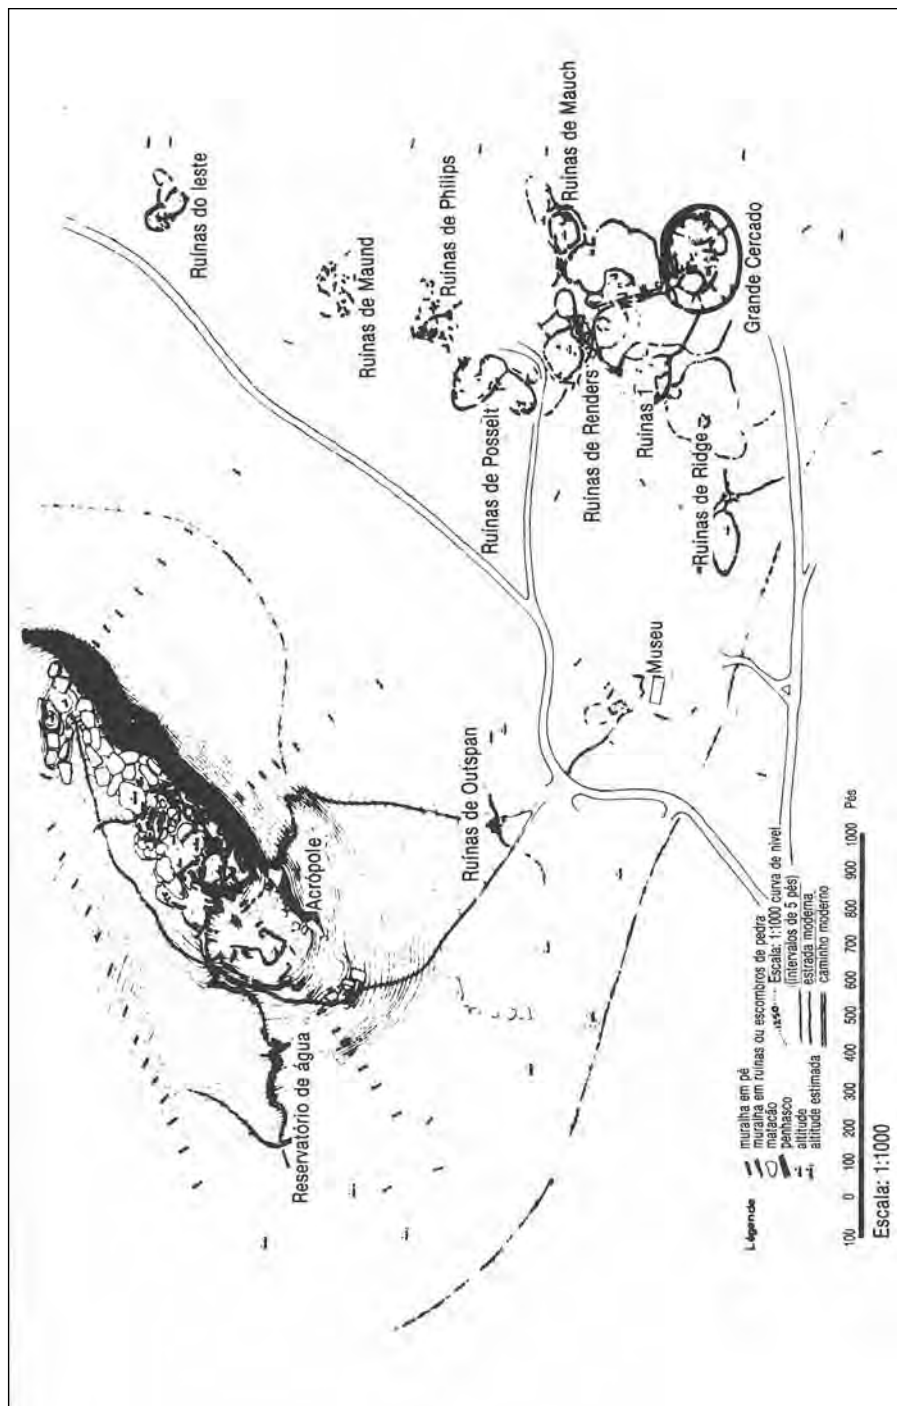 Ruínas do leste
Reservatório de água
Acrópole
Ruínas de Maund
Ruínas de Philips
Ruínas de Outspan
Ruínas de Posselt
Ruínas de Mauch
Ruínas de Renders
Ruínas 1
Museu
Ruínas de Ridge
Grande Cercado
Légende
muralha em pé
muralha em ruínas ou escombros de pedra
matacão
penhasco
altitude
altitude estimada
Escala: 1:1000 curva de nível
(intervalos de 5 pés)
estrada moderna
caminho moderno
100 0 100 200 300 400 500 600 700 800 900 1000 Pés
Escala: 1:1000